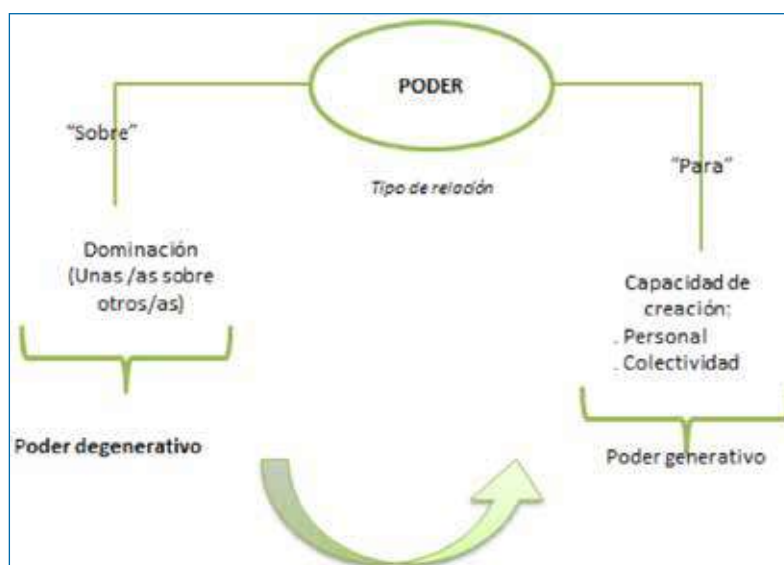 PODER
"Sobre"
"Para"
Tipo de relación
Dominación
(Unas /as sobre
otros/as)
Capacidad de
creación:
. Personal
. Colectividad
Poder degenerativo
Poder generativo